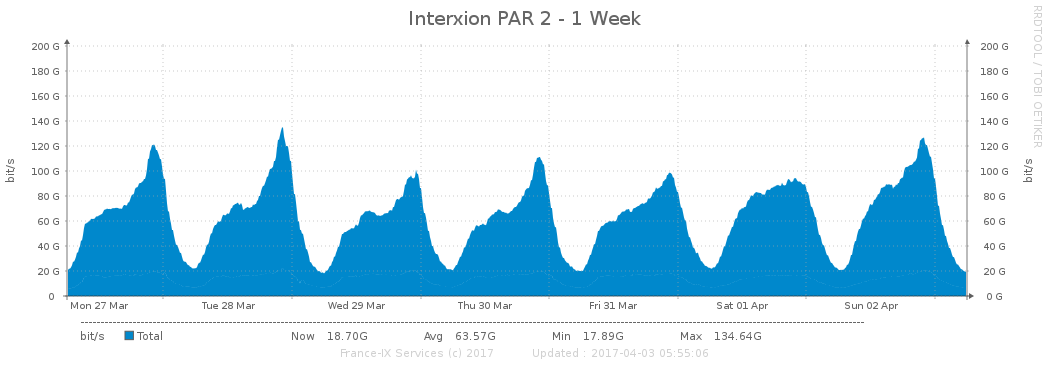 Interxion PAR 2 - 1 Week
RRDTOOL / TOBI OETIKER
200 G 200 G
180 G 180 G
160 G 160 G
140 G 140 G
120 G 120 G
100 G 100 G
80 G 80 G
60 G 60 G
40 G 40 G
20 G 20 G
0 0 G
bit/s
bit/s
Mon 27 Mar Tue 28 Mar Wed 29 Mar Thu 30 Mar Fri 31 Mar Sat 01 Apr Sun 02 Apr
bit/s Total Now 18.70G Avg 63.57G Min 17.89G Max 134.64G
France-IX Services (c) 2017 Updated : 2017-04-03 05:55:06